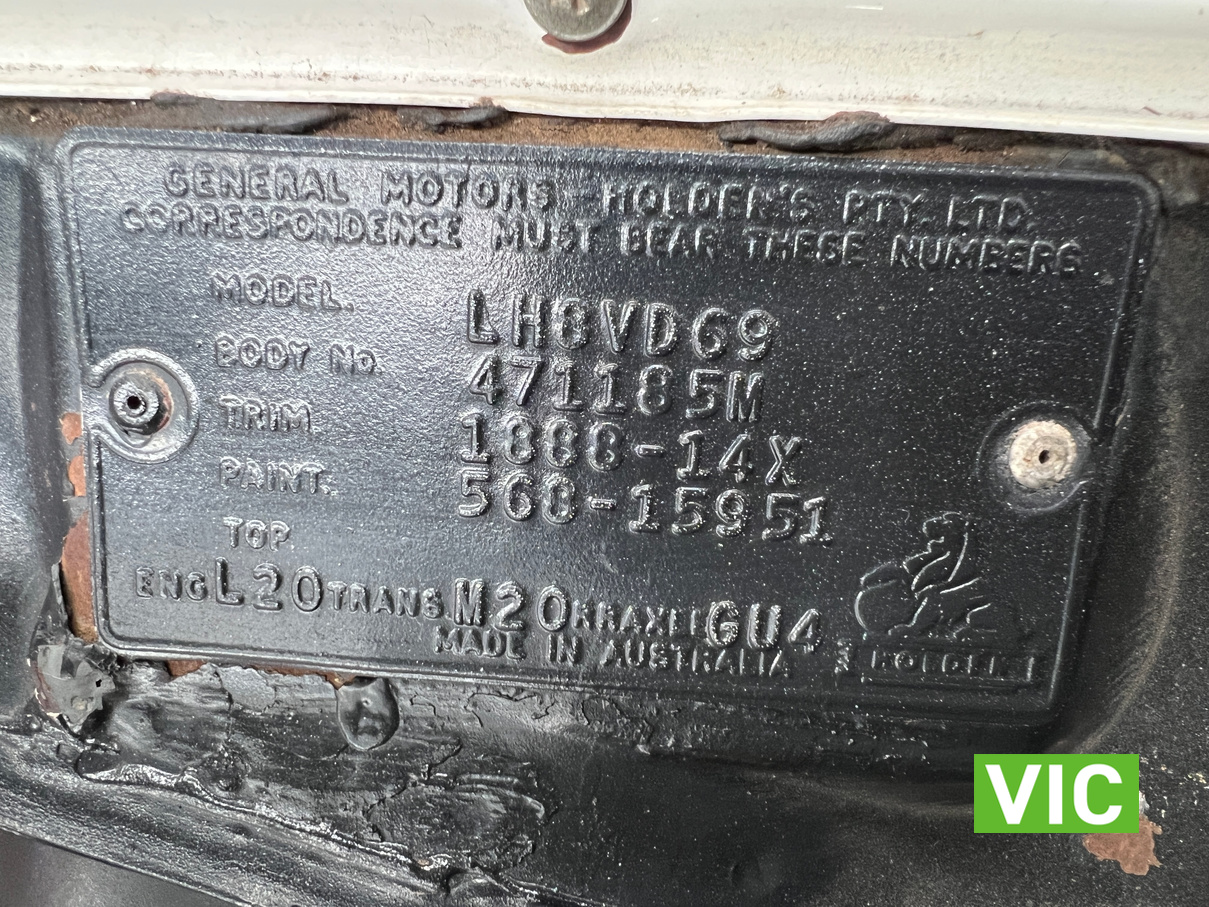 GENERAL MOTORS - HOLDEN'S PTY. LTD.
CORRESPONDENCE MUST BEAR THESE NUMBERS
MODEL. LH8VD69
BODY No. 471185M
TRIM. 1888-14X
PAINT. 568-15951
TOP.
ENG L20 TRANS M20 RRAXLE GU4
MADE IN AUSTRALIA
HOLDEN
VIC